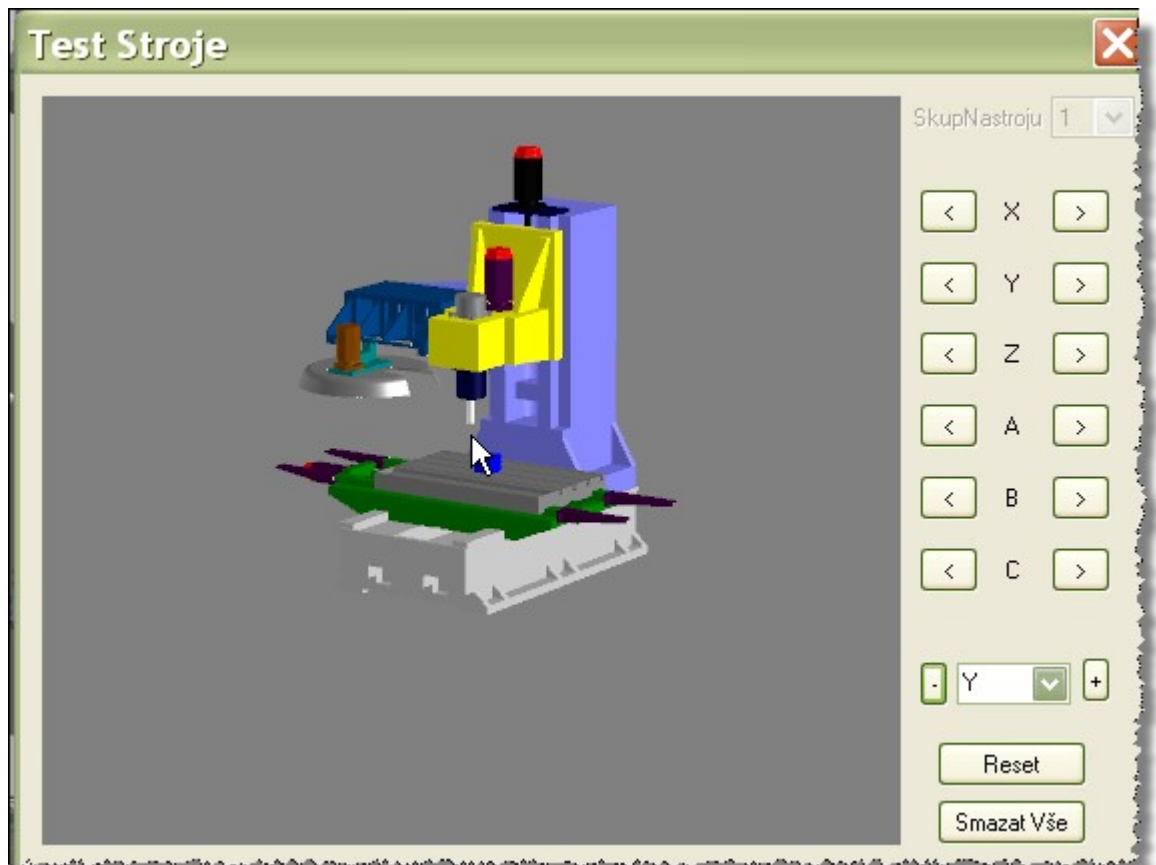 Test Stroje
SkupNastroju 1
< X >
< Y >
< Z >
< A >
< B >
< C >
- Y +
Reset
Smazat Vše